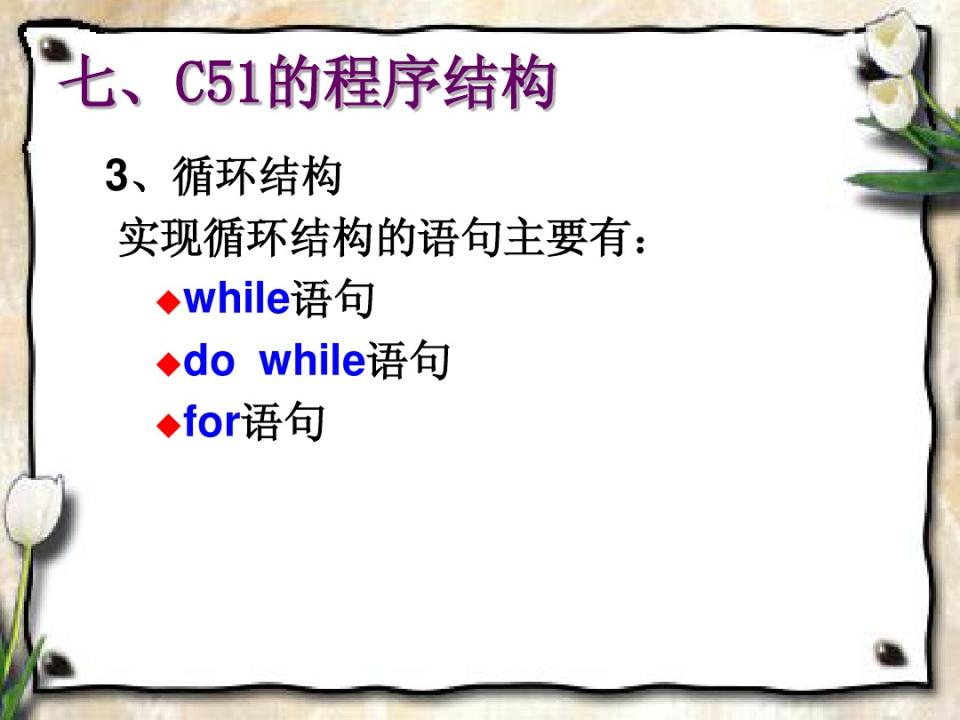 七、C51的程序结构
3、循环结构
实现循环结构的语句主要有：
◆while语句
◆do while语句
◆for语句